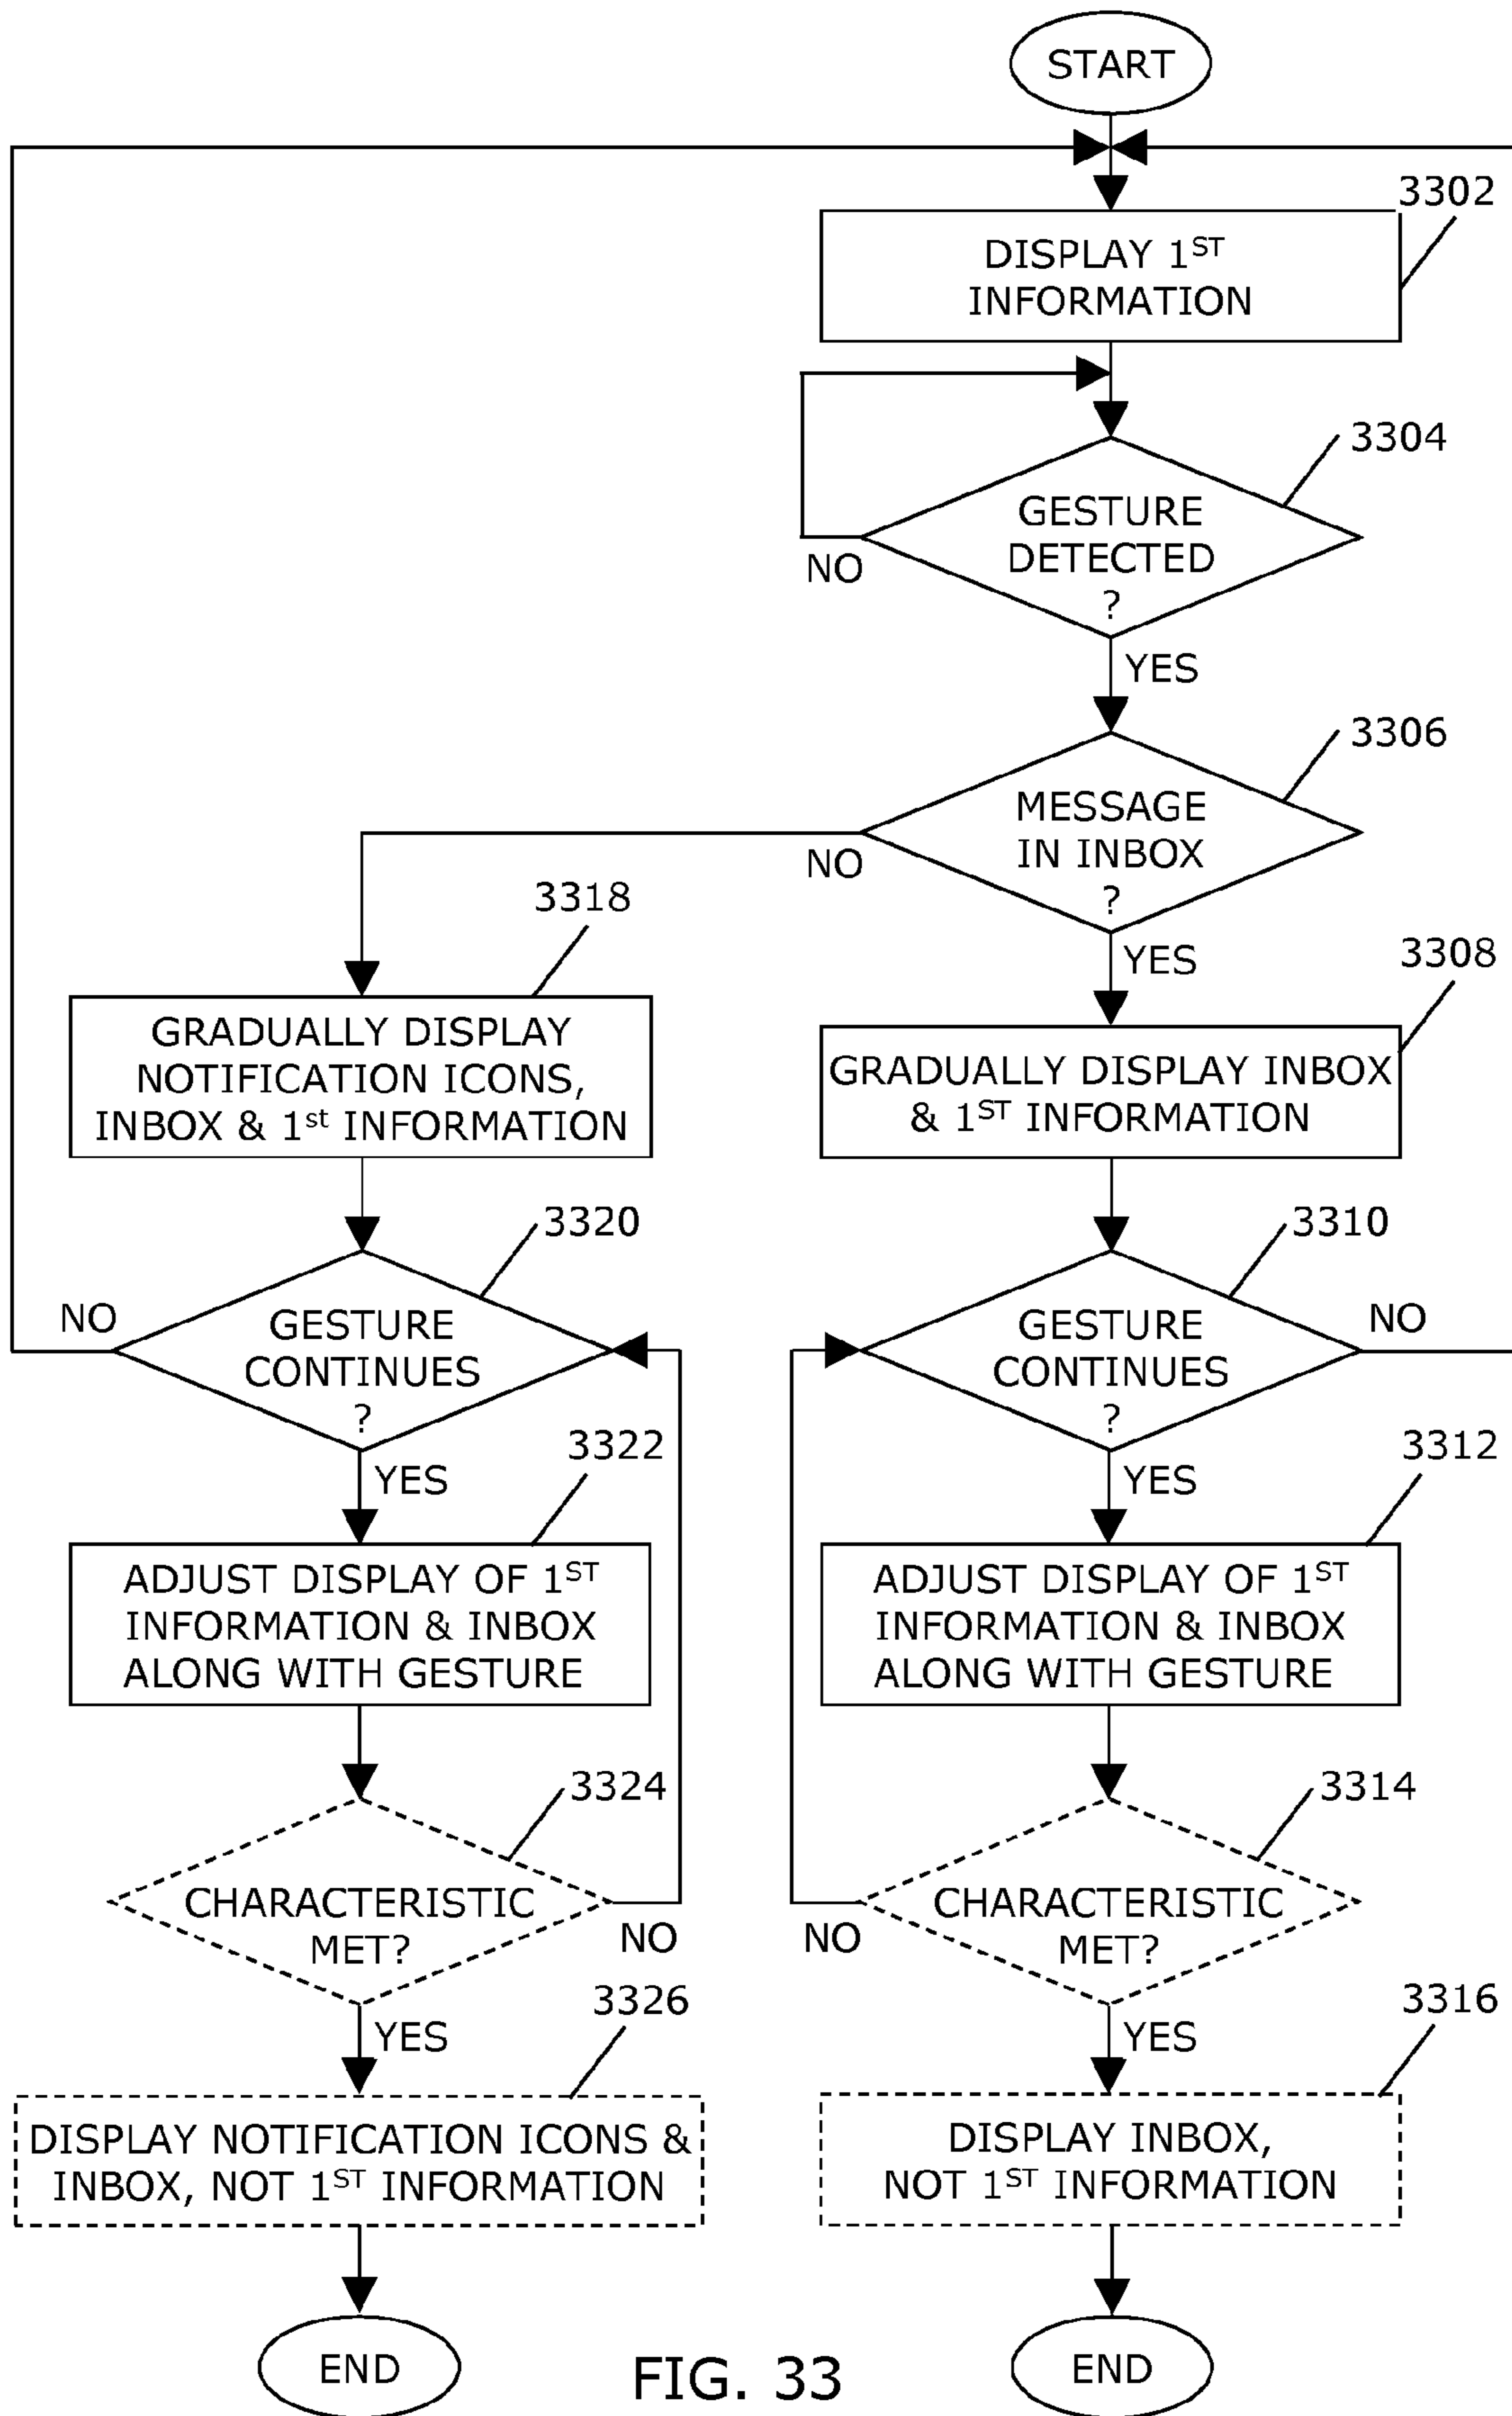 START
3302
DISPLAY 1ST
INFORMATION
3304
GESTURE
DETECTED
?
NO
YES
3306
MESSAGE
IN INBOX
?
NO
YES
3318
GRADUALLY DISPLAY
NOTIFICATION ICONS,
INBOX & 1st INFORMATION
3308
GRADUALLY DISPLAY INBOX
& 1ST INFORMATION
3320
GESTURE
CONTINUES
?
NO
YES
3310
GESTURE
CONTINUES
?
NO
YES
3322
ADJUST DISPLAY OF 1ST
INFORMATION & INBOX
ALONG WITH GESTURE
3312
ADJUST DISPLAY OF 1ST
INFORMATION & INBOX
ALONG WITH GESTURE
3324
CHARACTERISTIC
MET?
NO
YES
3314
CHARACTERISTIC
MET?
NO
YES
3326
DISPLAY NOTIFICATION ICONS &
INBOX, NOT 1ST INFORMATION
3316
DISPLAY INBOX,
NOT 1ST INFORMATION
END
FIG. 33
END